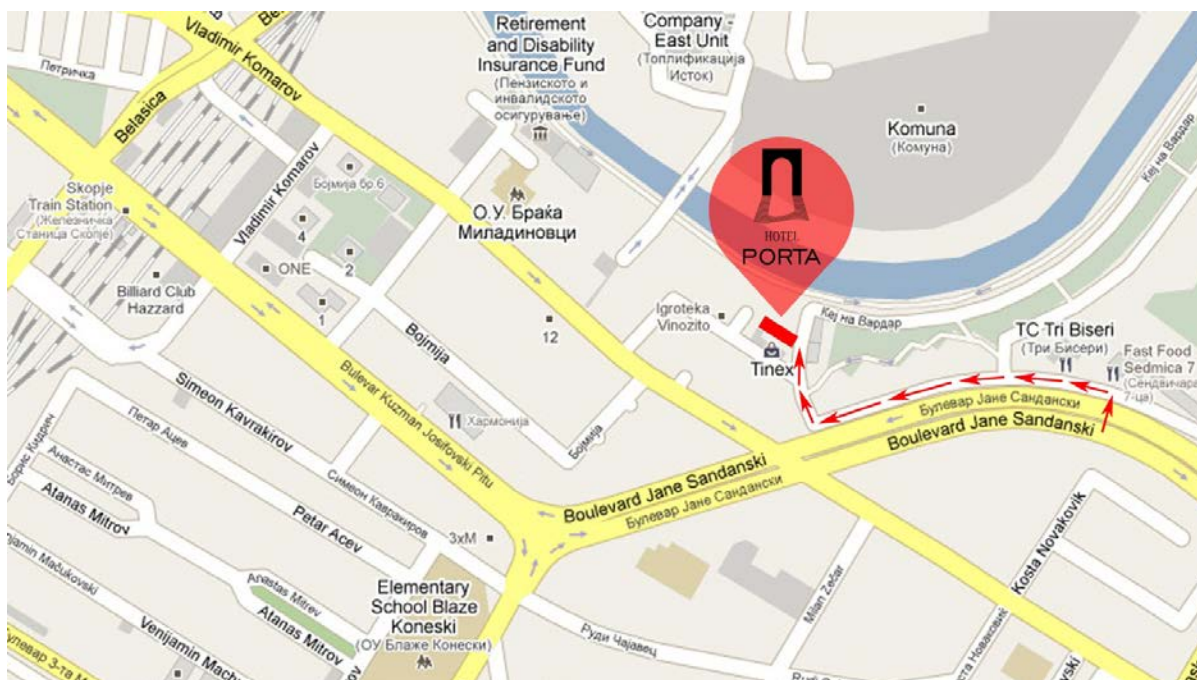 Vladimir Komarov
Belasica
Петричка
Retirement
and Disability
Insurance Fund
(Пензиското и
инвалидското
осигурување)
Company -
East Unit
(Топлификација
Исток)
Komuna
(Комуна)
Кеј на Вардар
HOTEL
PORTA
Skopje
Train Station
(Железничка
Станица Скопје)
Vladimir Komarov
Бојмија бр.6
4
2
ONE
1
О.У. Браќа
Миладиновци
Billiard Club
Hazzard
12
Igroteka
Vinozito
Tinex
Кеј на Вардар
TC Tri Biseri
(Три Бисери)
Fast Food
Sedmica 7
(Сендвичара
7-ца)
Bojmija
Simeon Kavrakirov
Bulevar Kuzman Josifovski Pitu
Хармонија
Бојмија
Булевар Јане Сандански
Boulevard Jane Sandanski
Boulevard Jane Sandanski
Булевар Јане Сандански
Петар Ацев
Анастас Митрев
Atanas Mitrov
Petar Acev
Симеон Кавракиров
3xM
Kosta Novakovik
Milan Zečar
Anastas Mitrev
Atanas Mitrov
Elementary
School Blaze
Koneski
(ОУ Блаже Конески)
Venijamin
Руди Чајавец